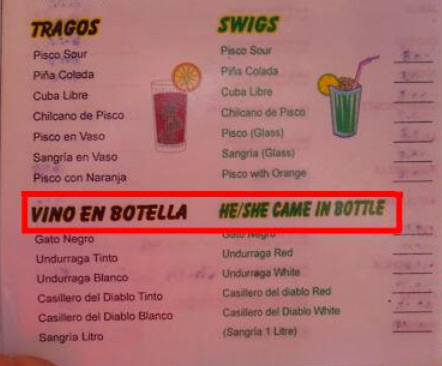 TRAGOS
Pisco Sour
Piña Colada
Cuba Libre
Chilcano de Pisco
Pisco en Vaso
Sangría en Vaso
Pisco con Naranja
SWIGS
Pisco Sour
Piña Colada
Cuba Libre
Chilcano de Pisco
Pisco (Glass)
Sangría (Glass)
Pisco with Orange
VINO EN BOTELLA
Gato Negro
Undurraga Tinto
Undurraga Blanco
Casillero del Diablo Tinto
Casillero del Diablo Blanco
Sangría Litro
HE/SHE CAME IN BOTTLE
Gato Negro
Undurraga Red
Undurraga White
Casillero del diablo Red
Casillero del Diablo White
(Sangría 1 Litre)